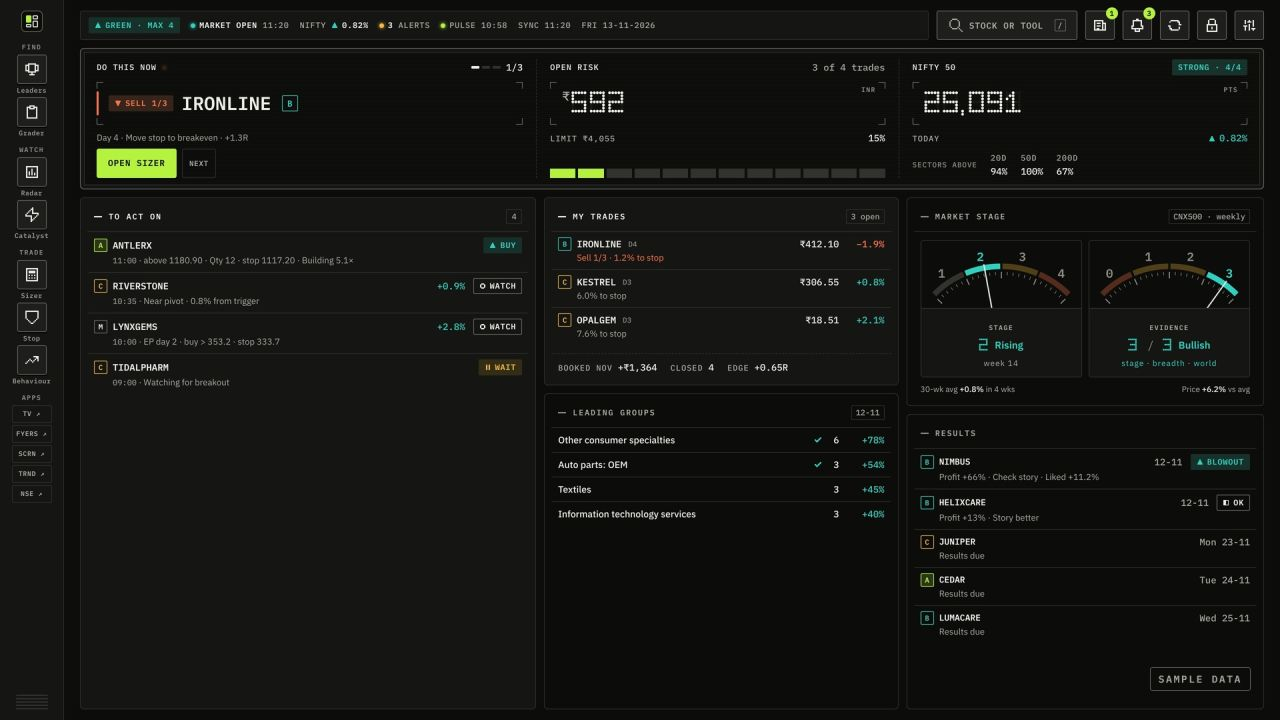 ▲ GREEN · MAX 4
MARKET OPEN 11:20 NIFTY ▲ 0.82% 3 ALERTS PULSE 10:58 SYNC 11:20 FRI 13-11-2026
STOCK OR TOOL /
1
3
FIND
Leaders
Grader
WATCH
Radar
Catalyst
TRADE
Sizer
Stop
Behaviour
APPS
TV ↗
FYERS ↗
SCRN ↗
TRND ↗
NSE ↗
DO THIS NOW 1/3
▼ SELL 1/3 IRONLINE B
Day 4 · Move stop to breakeven · +1.3R
OPEN SIZER NEXT
OPEN RISK 3 of 4 trades
₹592 INR
LIMIT ₹4,055 15%
NIFTY 50 STRONG · 4/4
25,091 PTS
TODAY ▲ 0.82%
SECTORS ABOVE 20D 50D 200D
94% 100% 67%
— TO ACT ON 4
A ANTLERX ▲ BUY
11:00 · above 1180.90 · Qty 12 · stop 1117.20 · Building 5.1×
C RIVERSTONE +0.9% WATCH
10:35 · Near pivot · 0.8% from trigger
M LYNXGEMS +2.8% WATCH
10:41 · EP day 2 · buy > 353.2 · stop 333.7
C TIDALPHARM WAIT
09:00 · Watching for breakout
— MY TRADES 3 open
B IRONLINE D4 ₹412.10 −1.9%
Sell 1/3 · 1.2% to stop
C KESTREL D3 ₹306.55 +0.8%
6.0% to stop
C OPALGEM D3 ₹18.51 +2.1%
7.6% to stop
BOOKED NOV +₹1,364 CLOSED 4 EDGE +0.65R
— LEADING GROUPS 12-11
Other consumer specialties 6 +78%
Auto parts: OEM 3 +54%
Textiles 3 +45%
Information technology services 3 +40%
— MARKET STAGE CNX500 · weekly
1 2 3 4
STAGE
2 Rising
week 14
0 1 2 3
EVIDENCE
3 / 3 Bullish
stage · breadth · world
30-wk avg +0.8% in 4 wks Price +6.2% vs avg
— RESULTS
B NIMBUS 12-11 ▲ BLOWOUT
Profit +66% · Check story · Liked +11.2%
B HELIXCARE 12-11 OK
Profit +13% · Story better
C JUNIPER Mon 23-11
Results due
A CEDAR Tue 24-11
Results due
B LUMACARE Wed 25-11
Results due
SAMPLE DATA